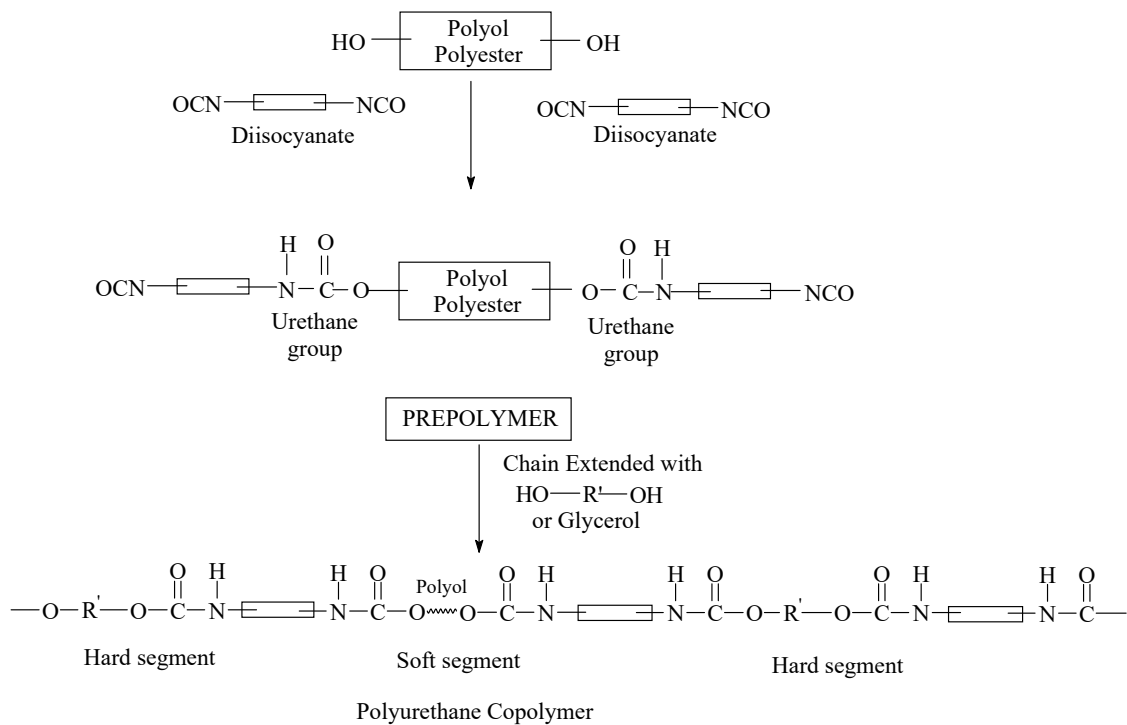 HO Polyol Polyester OH
OCN NCO
Diisocyanate
OCN NCO
Diisocyanate
H O O H
OCN N C O Polyol Polyester O C N NCO
Urethane group
Urethane group
PREPOLYMER
Chain Extended with
HO R' OH
or Glycerol
O H H O Polyol O H H O O H H O
O R' O C N N C O O C N N C O R' O C N N C
Hard segment Soft segment Hard segment
Polyurethane Copolymer